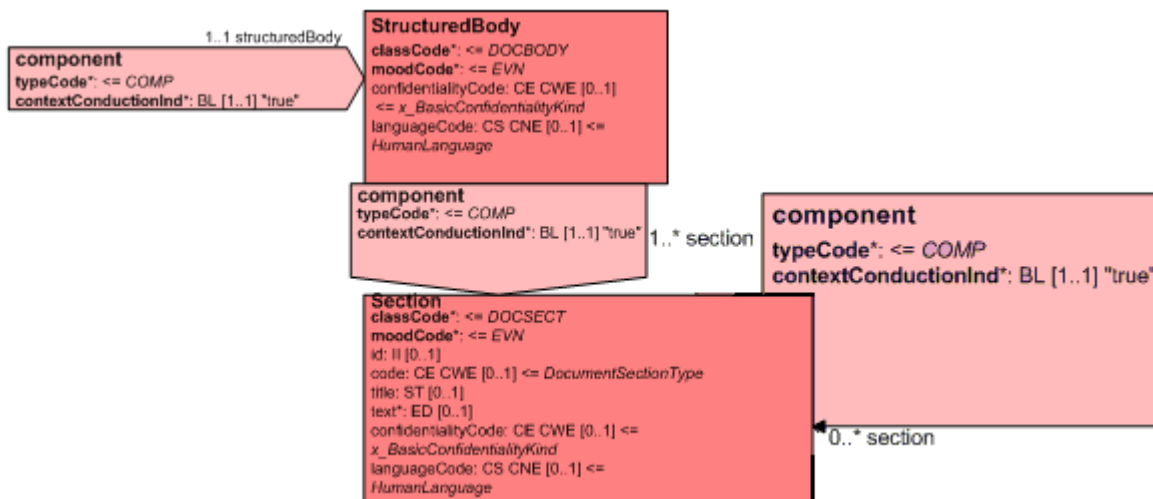 1..1 structuredBody
component
typeCode*: <= COMP
contextConductionInd*: BL [1..1] "true"
StructuredBody
classCode*: <= DOCBODY
moodCode*: <= EVN
confidentialityCode: CE CWE [0..1]
<= x_BasicConfidentialityKind
languageCode: CS CNE [0..1] <=
HumanLanguage
component
typeCode*: <= COMP
contextConductionInd*: BL [1..1] "true"
1..* section
component
typeCode*: <= COMP
contextConductionInd*: BL [1..1] "true"
Section
classCode*: <= DOCSECT
moodCode*: <= EVN
id: II [0..1]
code: CE CWE [0..1] <= DocumentSectionType
title: ST [0..1]
text*: ED [0..1]
confidentialityCode: CE CWE [0..1] <=
x_BasicConfidentialityKind
languageCode: CS CNE [0..1] <=
HumanLanguage
0..* section